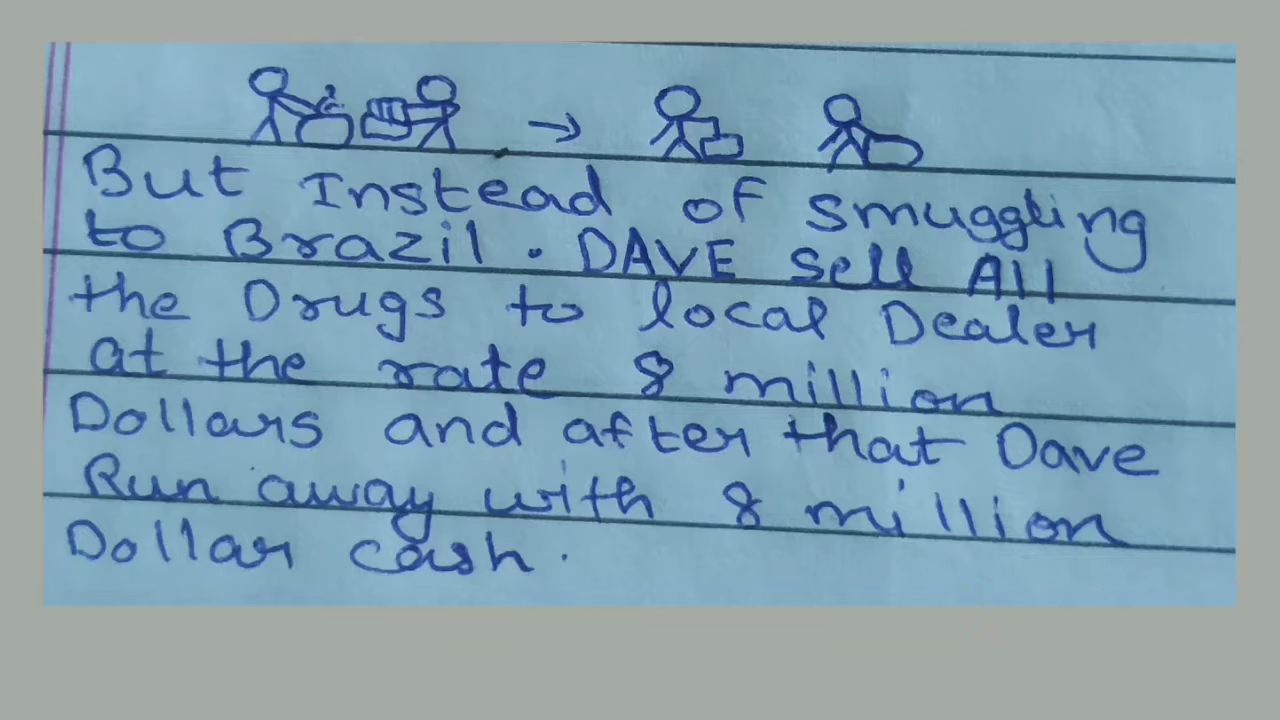 But Instead of smuggling
to Brazil. DAVE Sell All
the Drugs to local Dealer
at the rate 8 million
Dollars and after that Dave
Run away with 8 million
Dollar cash.